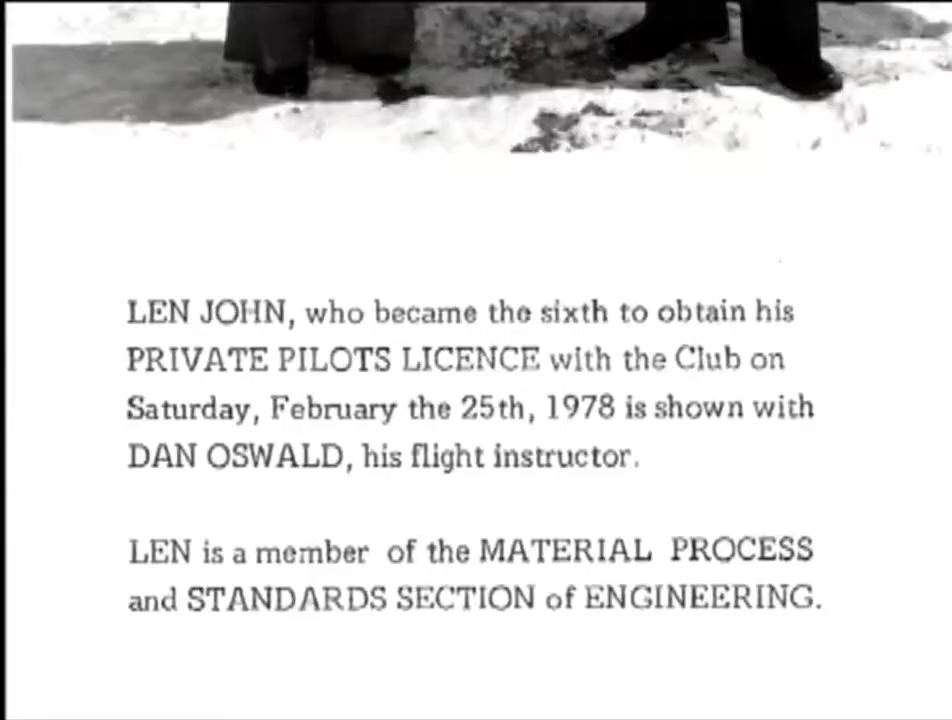 LEN JOHN, who became the sixth to obtain his
PRIVATE PILOTS LICENCE with the Club on
Saturday, February the 25th, 1978 is shown with
DAN OSWALD, his flight instructor.
LEN is a member of the MATERIAL PROCESS
and STANDARDS SECTION of ENGINEERING.